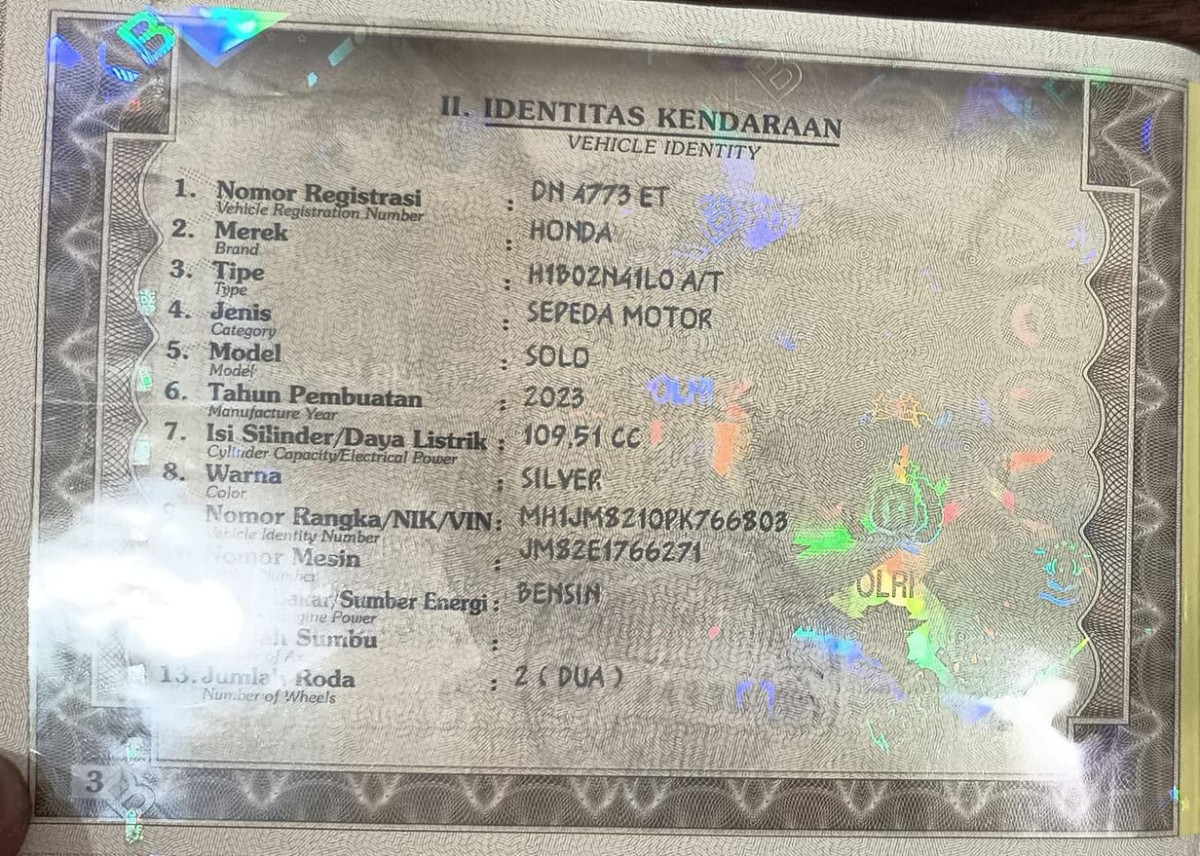 II. IDENTITAS KENDARAAN
VEHICLE IDENTITY
1. Nomor Registrasi : DN 4773 ET
Vehicle Registration Number
2. Merek : HONDA
Brand
3. Tipe : H1B02N41L0 A/T
Type
4. Jenis : SEPEDA MOTOR
Category
5. Model : SOLO
Model
6. Tahun Pembuatan : 2023
Manufacture Year
7. Isi Silinder/Daya Listrik : 109.51 CC
Cylinder Capacity/Electrical Power
8. Warna : SILVER
Color
Nomor Rangka/NIK/VIN: MH1JM8210PK766803
Vehicle Identity Number
Nomor Mesin : JM82E1766271
Sumber Energi : BENSIN
Power
Sumbu :
13. Jumlah Roda : 2 ( DUA )
Number of Wheels
OLRI
OLRI
3